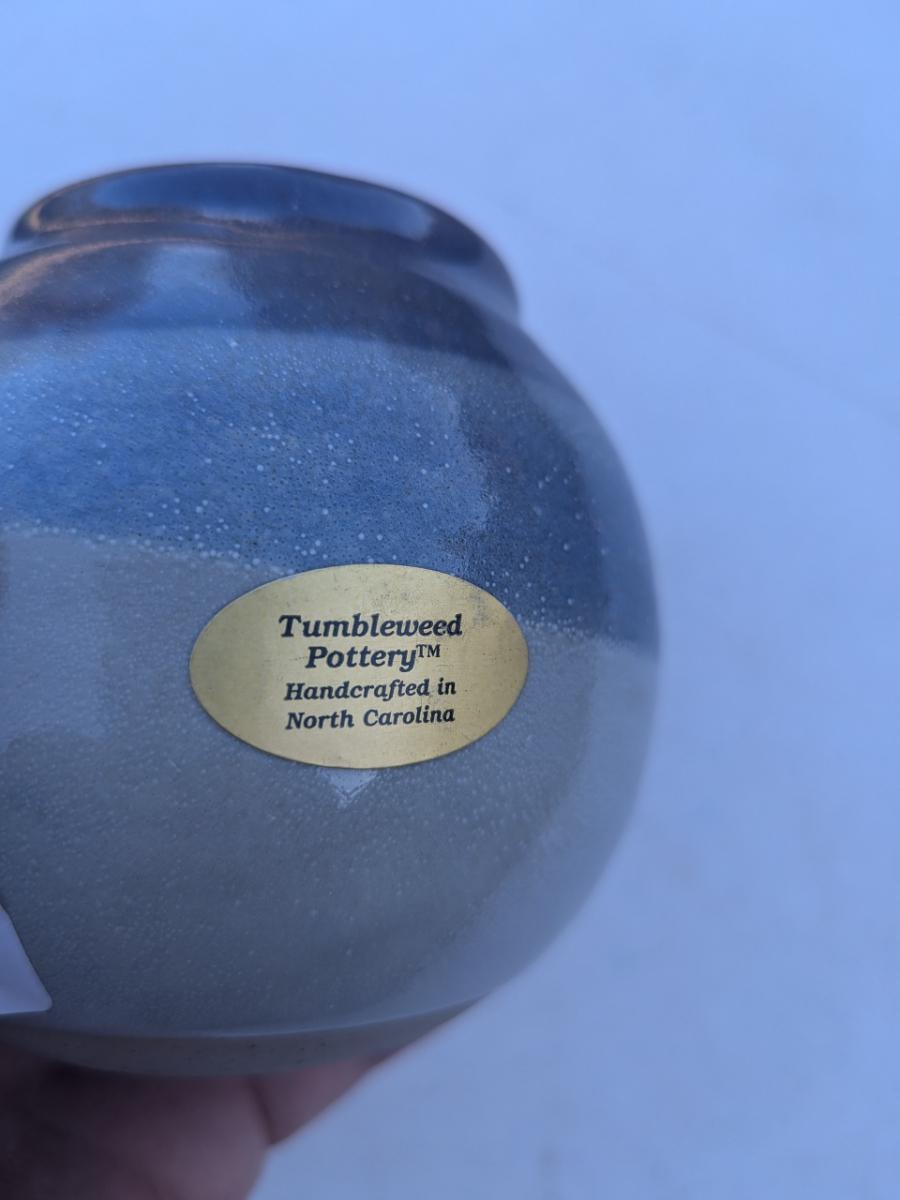 Tumbleweed
Pottery™
Handcrafted in
North Carolina